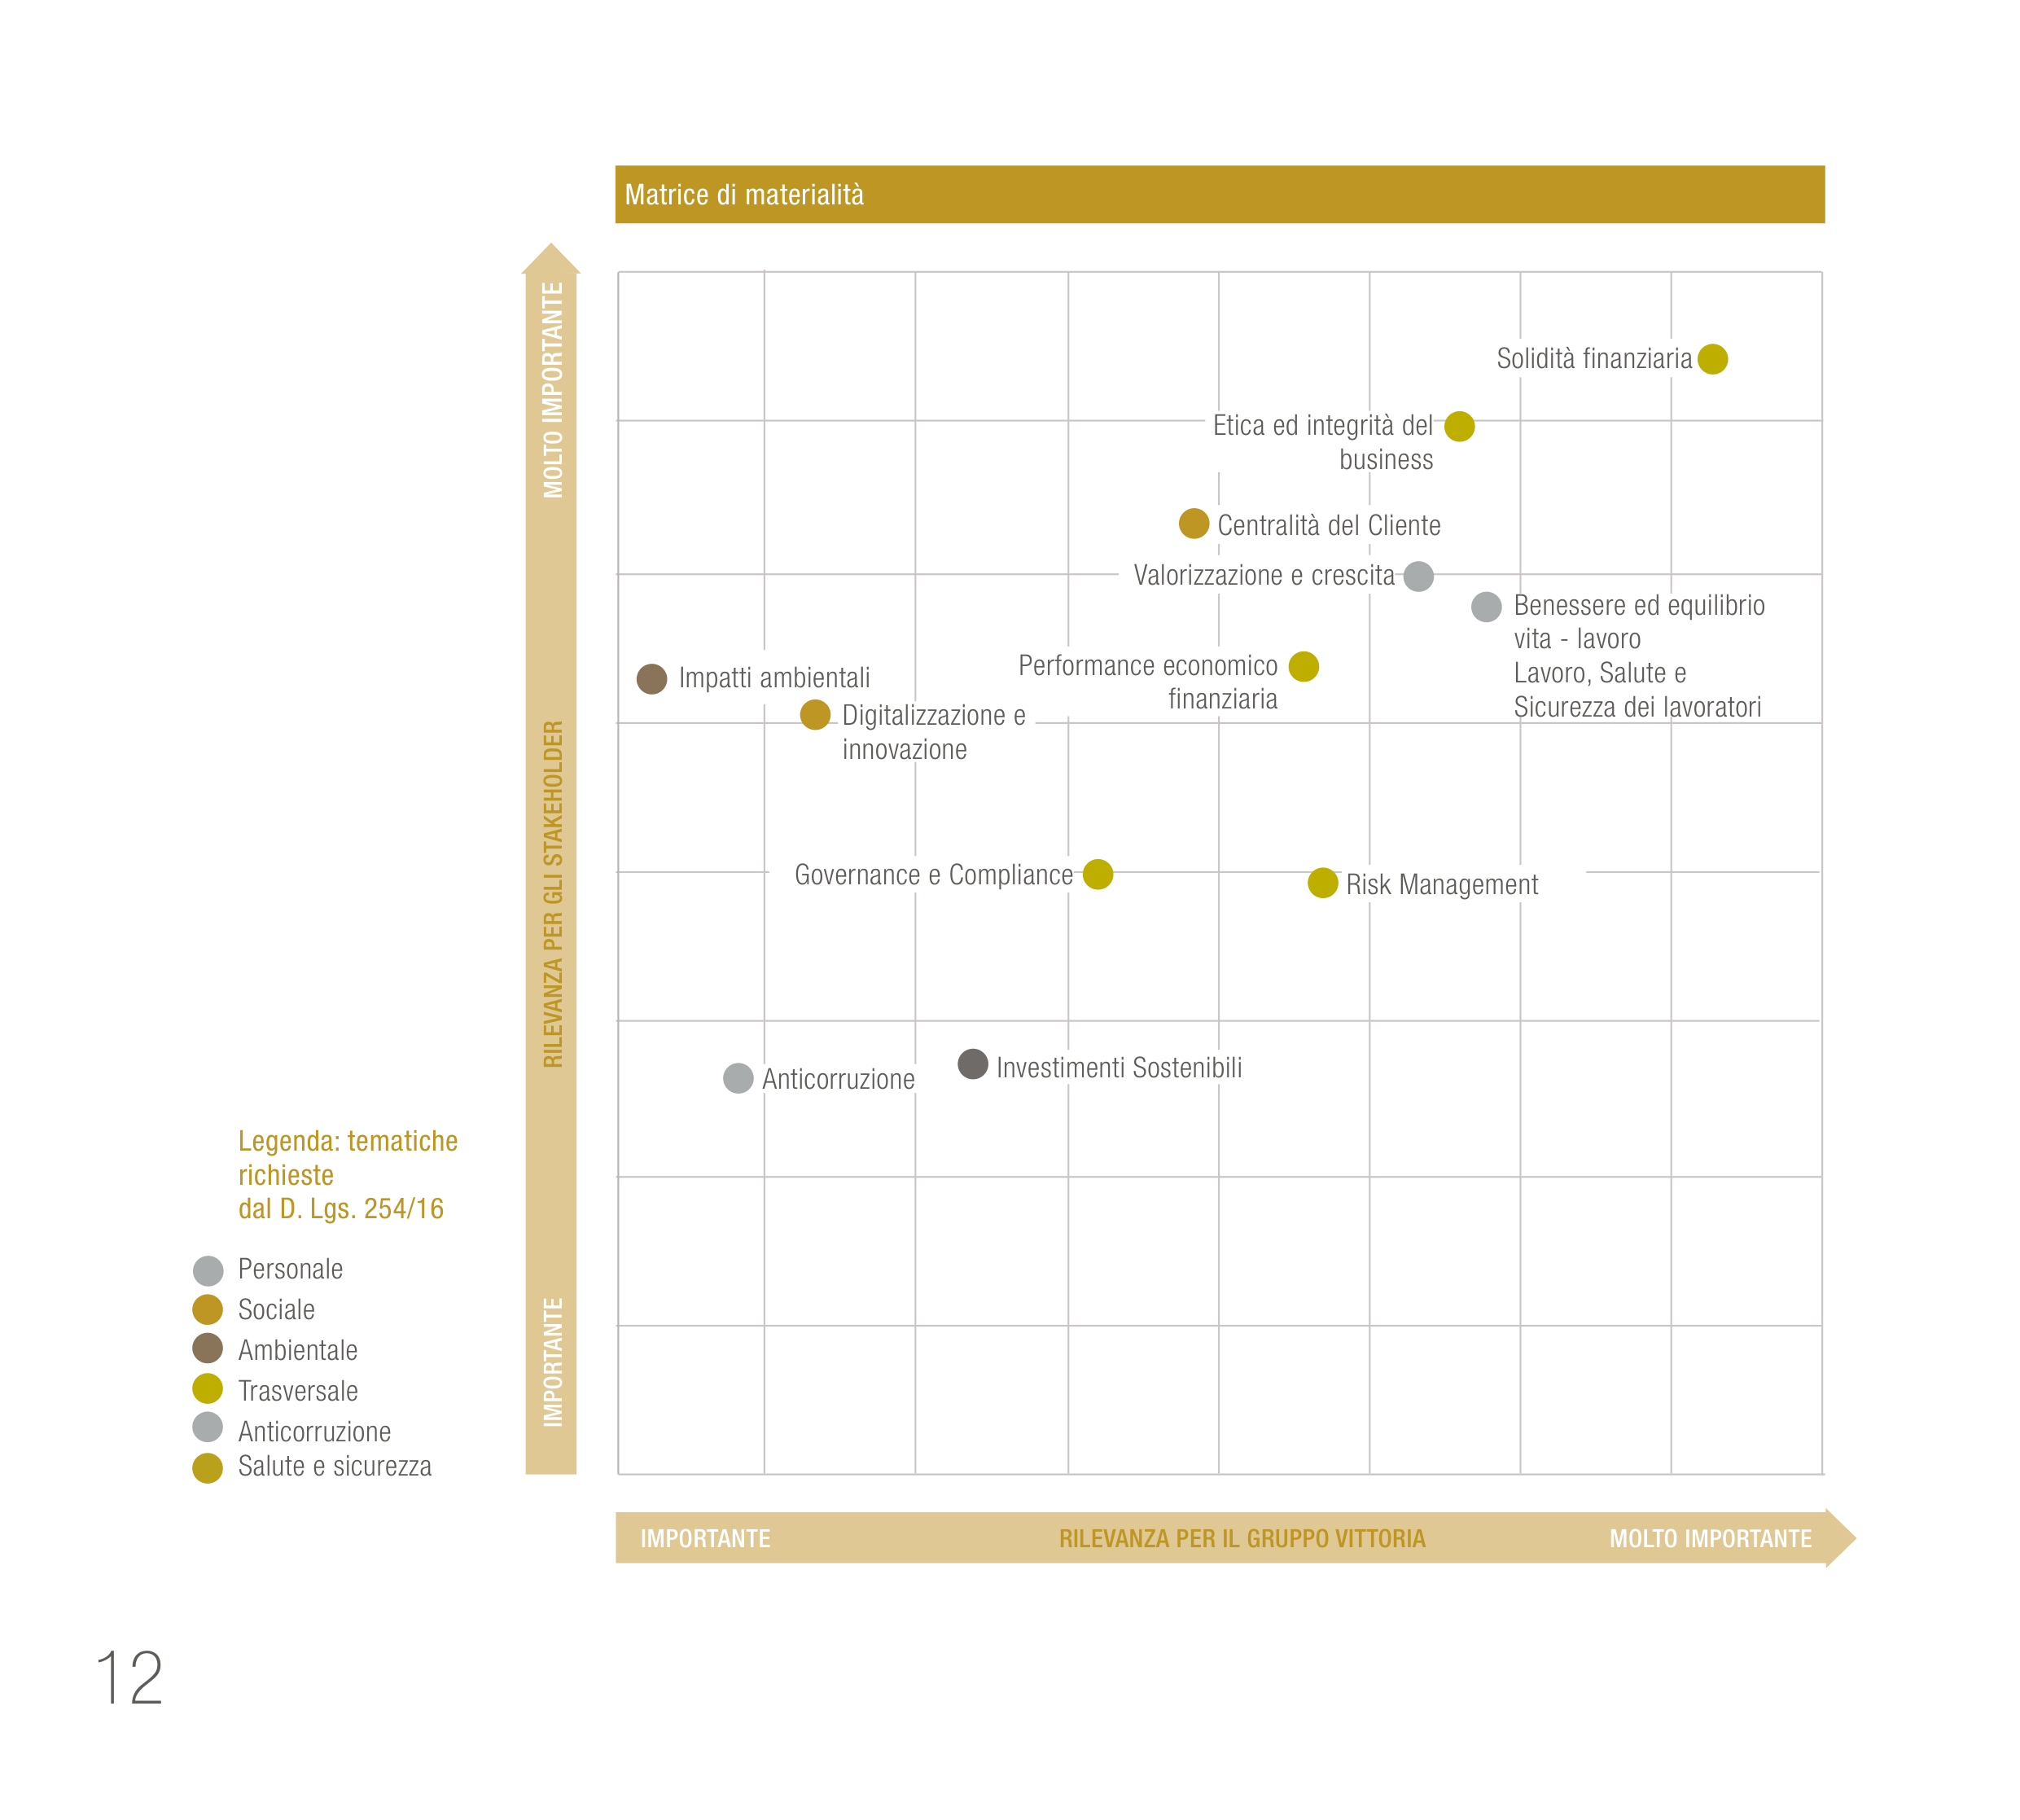 Matrice di materialità
MOLTO IMPORTANTE
RILEVANZA PER GLI STAKEHOLDER
IMPORTANTE
Solidità finanziaria
Etica ed integrità del
business
Centralità del Cliente
Valorizzazione e crescita
Benessere ed equilibrio
vita - lavoro
Lavoro, Salute e
Sicurezza dei lavoratori
Performance economico
finanziaria
Impatti ambientali
Digitalizzazione e
innovazione
Governance e Compliance
Risk Management
Anticorruzione
Investimenti Sostenibili
Legenda: tematiche
richieste
dal D. Lgs. 254/16
Personale
Sociale
Ambientale
Trasversale
Anticorruzione
Salute e sicurezza
IMPORTANTE
RILEVANZA PER IL GRUPPO VITTORIA
MOLTO IMPORTANTE
12